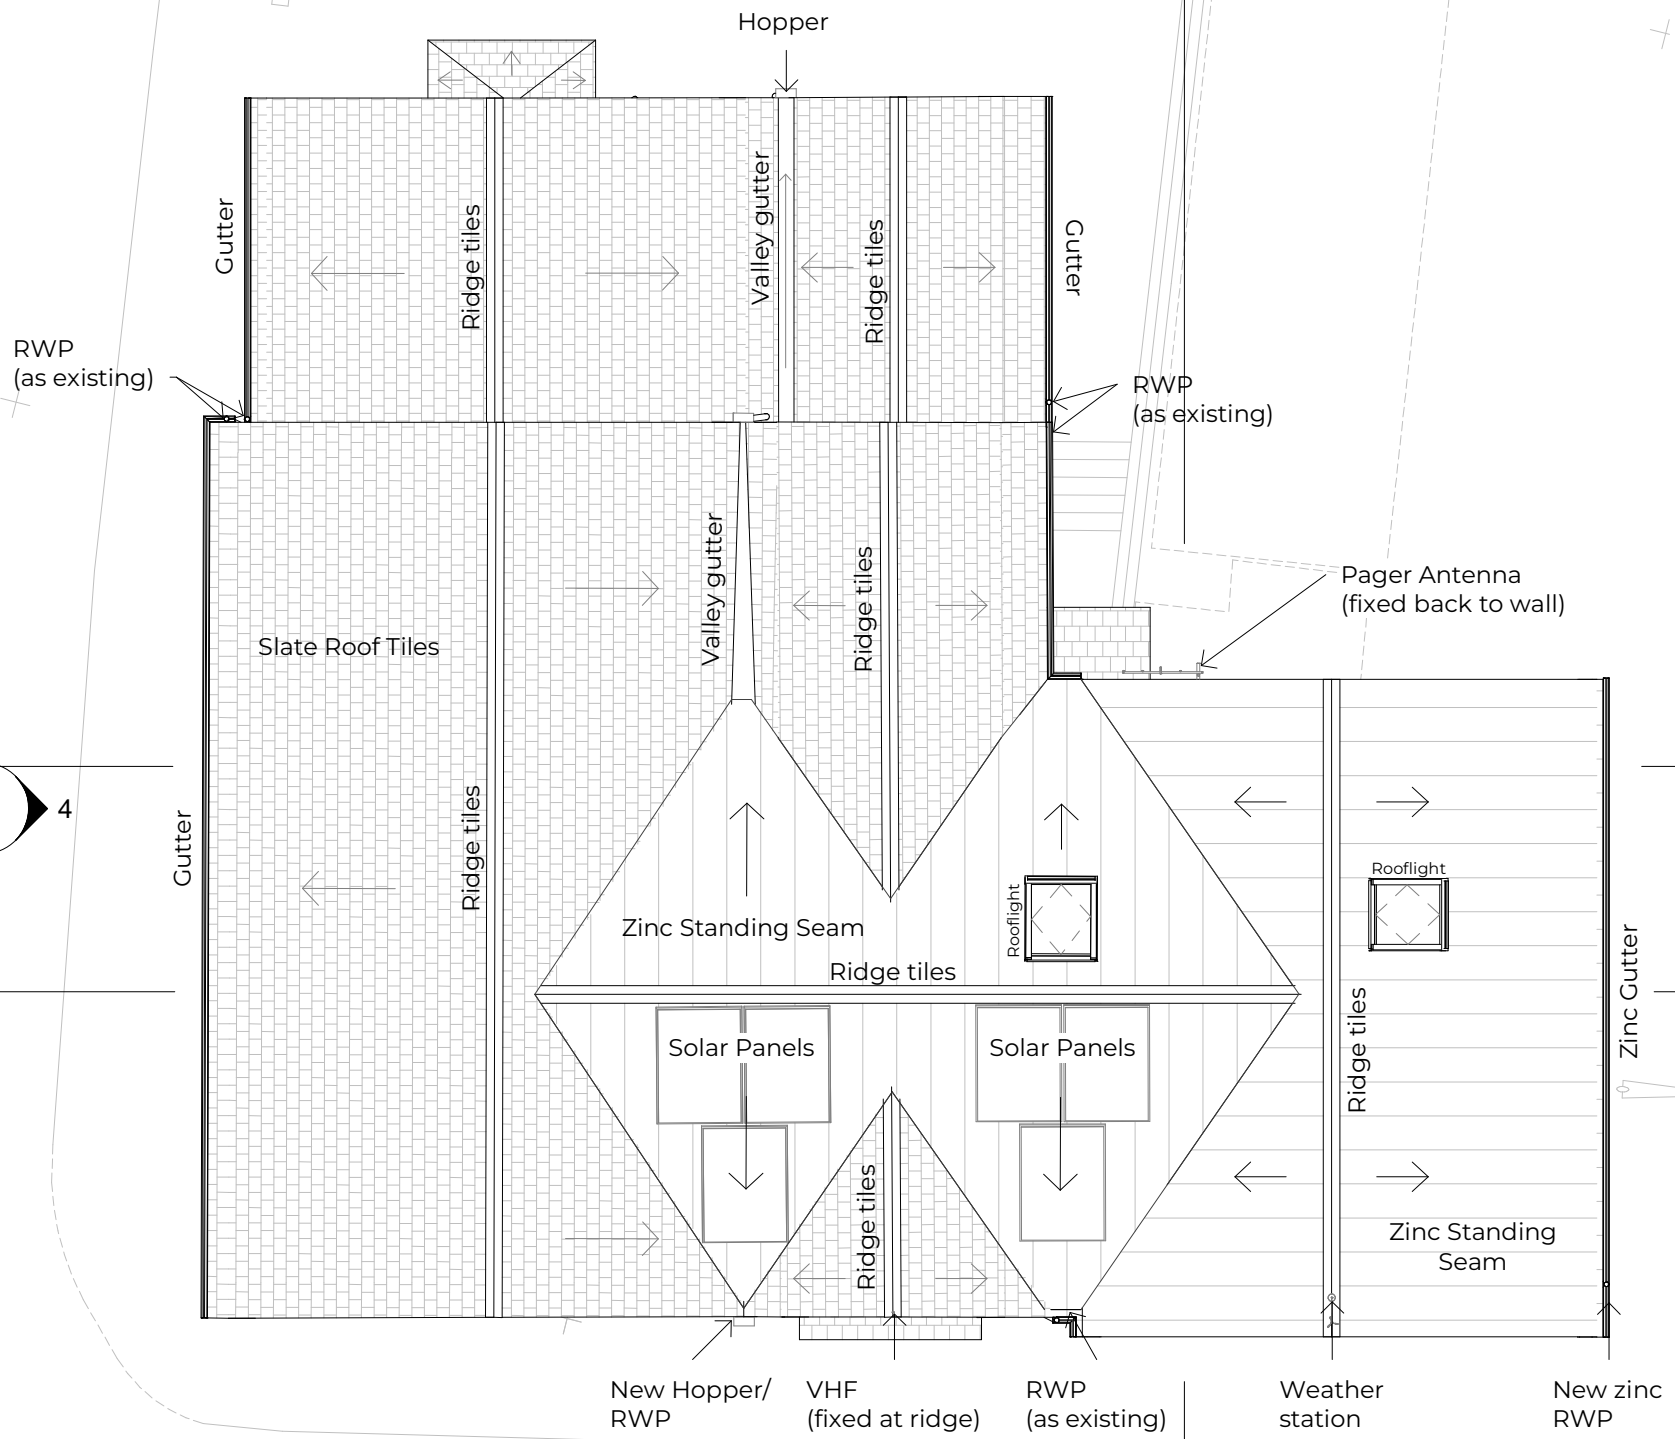 Hopper
Gutter
Ridge tiles
Valley gutter
Ridge tiles
Gutter
RWP
(as existing)
RWP
(as existing)
Valley gutter
Ridge tiles
Pager Antenna
(fixed back to wall)
Slate Roof Tiles
4
Gutter
Ridge tiles
Zinc Standing Seam
Rooflight
Rooflight
Ridge tiles
Zinc Gutter
Ridge tiles
Solar Panels
Solar Panels
Ridge tiles
Zinc Standing
Seam
New Hopper/
RWP
VHF
(fixed at ridge)
RWP
(as existing)
Weather
station
New zinc
RWP